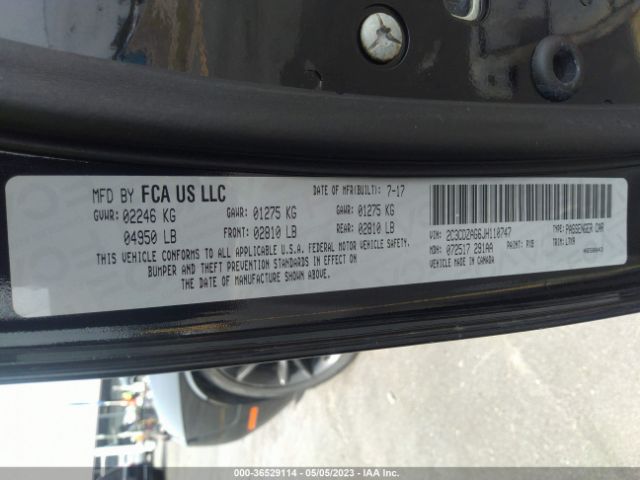 MFD BY FCA US LLC
DATE OF MFR(BUILT): 7-17
GVWR: 02246 KG
GAWR: 01275 KG
GAWR: 01275 KG
04950 LB
FRONT: 02810 LB
REAR: 02810 LB
THIS VEHICLE CONFORMS TO ALL APPLICABLE U.S.A. FEDERAL MOTOR VEHICLE SAFETY,
BUMPER AND THEFT PREVENTION STANDARDS IN EFFECT ON
THE DATE OF MANUFACTURE SHOWN ABOVE.
VIN: 2C3CDZAG6JH110747
TYPE: PASSENGER CAR
MDH: 072517 291AA
PAINT: PX8
TRIM:
VEHICLE MADE IN CANADA
000-36529114 - 05/05/2023 - IAA Inc.